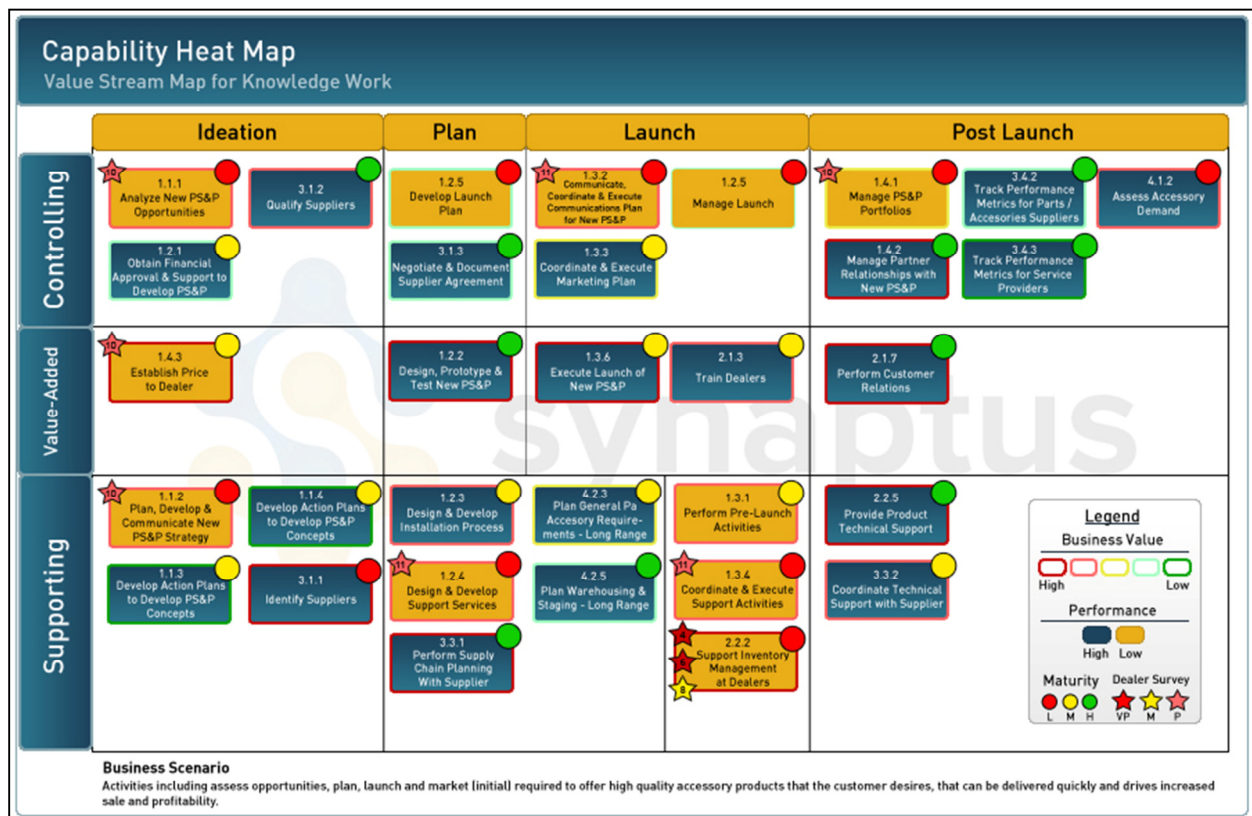 Capability Heat Map
Value Stream Map for Knowledge Work
Ideation
Plan
Launch
Post Launch
Controlling
10
1.1.1
Analyze New PS&P
Opportunities
3.1.2
Qualify Suppliers
1.2.1
Obtain Financial
Approval & Support to
Develop PS&P
1.2.5
Develop Launch
Plan
3.1.3
Negotiate & Document
Supplier Agreement
11
1.3.2
Communicate,
Coordinate & Execute
Communications Plan
for New PS&P
1.2.5
Manage Launch
1.3.3
Coordinate & Execute
Marketing Plan
10
1.4.1
Manage PS&P
Portfolios
3.4.2
Track Performance
Metrics for Parts /
Accesories Suppliers
4.1.2
Assess Accessory
Demand
1.4.2
Manage Partner
Relationships with
New PS&P
3.4.3
Track Performance
Metrics for Service
Providers
Value-Added
10
1.4.3
Establish Price
to Dealer
1.2.2
Design, Prototype &
Test New PS&P
1.3.6
Execute Launch of
New PS&P
2.1.3
Train Dealers
2.1.7
Perform Customer
Relations
synaptus
Supporting
10
1.1.2
Plan, Develop &
Communicate New
PS&P Strategy
1.1.4
Develop Action Plans
to Develop PS&P
Concepts
1.1.3
Develop Action Plans
to Develop PS&P
Concepts
3.1.1
Identify Suppliers
1.2.3
Design & Develop
Installation Process
11
1.2.4
Design & Develop
Support Services
3.3.1
Perform Supply
Chain Planning
With Supplier
4.2.3
Plan General Pa
Accesory Require-
ments - Long Range
4.2.5
Plan Warehousing &
Staging - Long Range
1.3.1
Perform Pre-Launch
Activities
11
1.3.4
Coordinate & Execute
Support Activities
4
8
2.2.2
Support Inventory
Management
at Dealers
2.2.5
Provide Product
Technical Support
3.3.2
Coordinate Technical
Support with Supplier
Legend
Business Value
High
Low
Performance
High Low
Maturity
L M H
Dealer Survey
VP M P
Business Scenario
Activities including assess opportunities, plan, launch and market (initial) required to offer high quality accessory products that the customer desires, that can be delivered quickly and drives increased
sale and profitability.